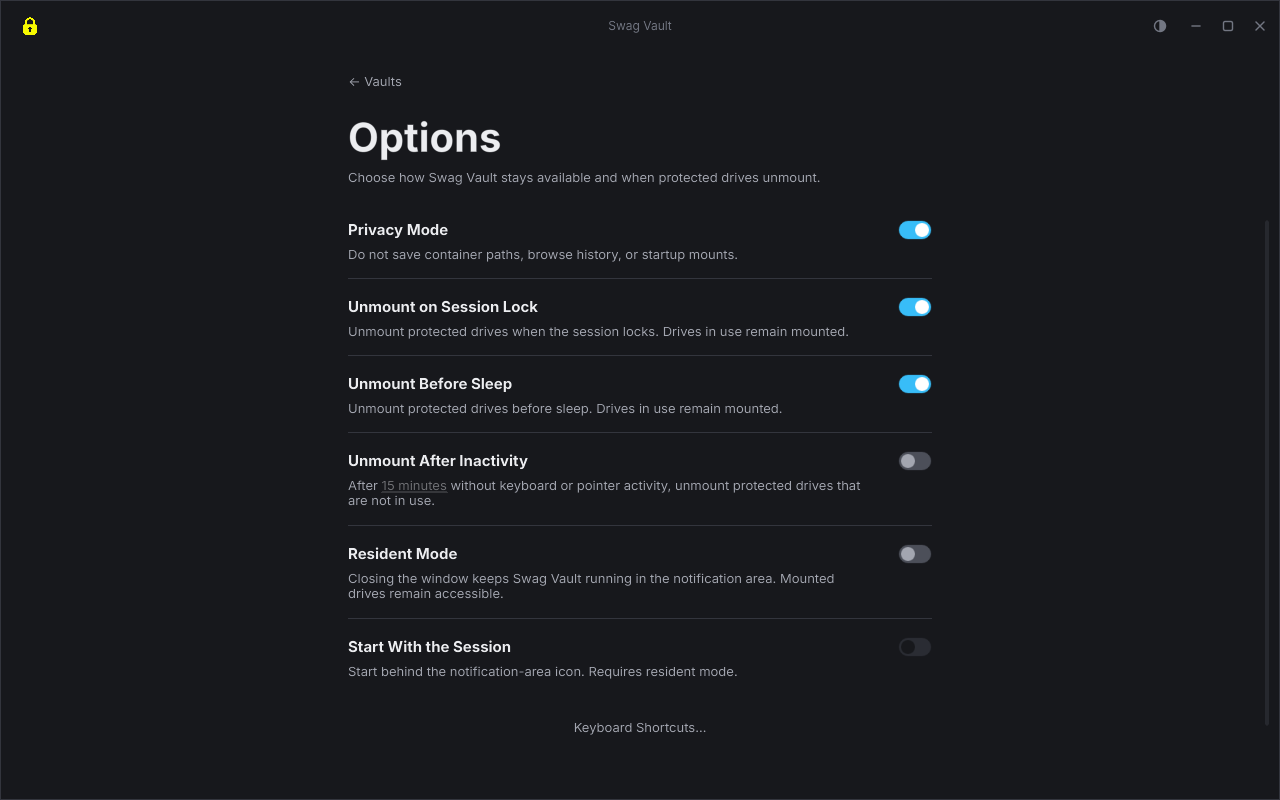 Swag Vault
← Vaults
Options
Choose how Swag Vault stays available and when protected drives unmount.
Privacy Mode
Do not save container paths, browse history, or startup mounts.
Unmount on Session Lock
Unmount protected drives when the session locks. Drives in use remain mounted.
Unmount Before Sleep
Unmount protected drives before sleep. Drives in use remain mounted.
Unmount After Inactivity
After 15 minutes without keyboard or pointer activity, unmount protected drives that
are not in use.
Resident Mode
Closing the window keeps Swag Vault running in the notification area. Mounted
drives remain accessible.
Start With the Session
Start behind the notification-area icon. Requires resident mode.
Keyboard Shortcuts...